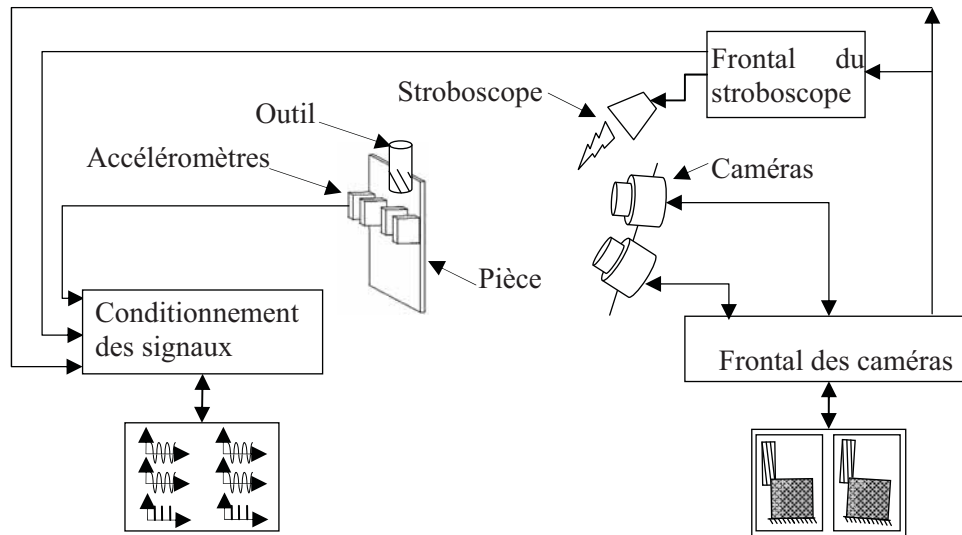 Frontal du
stroboscope
Stroboscope
Outil
Accéléromètres
Caméras
Pièce
Conditionnement
des signaux
Frontal des caméras